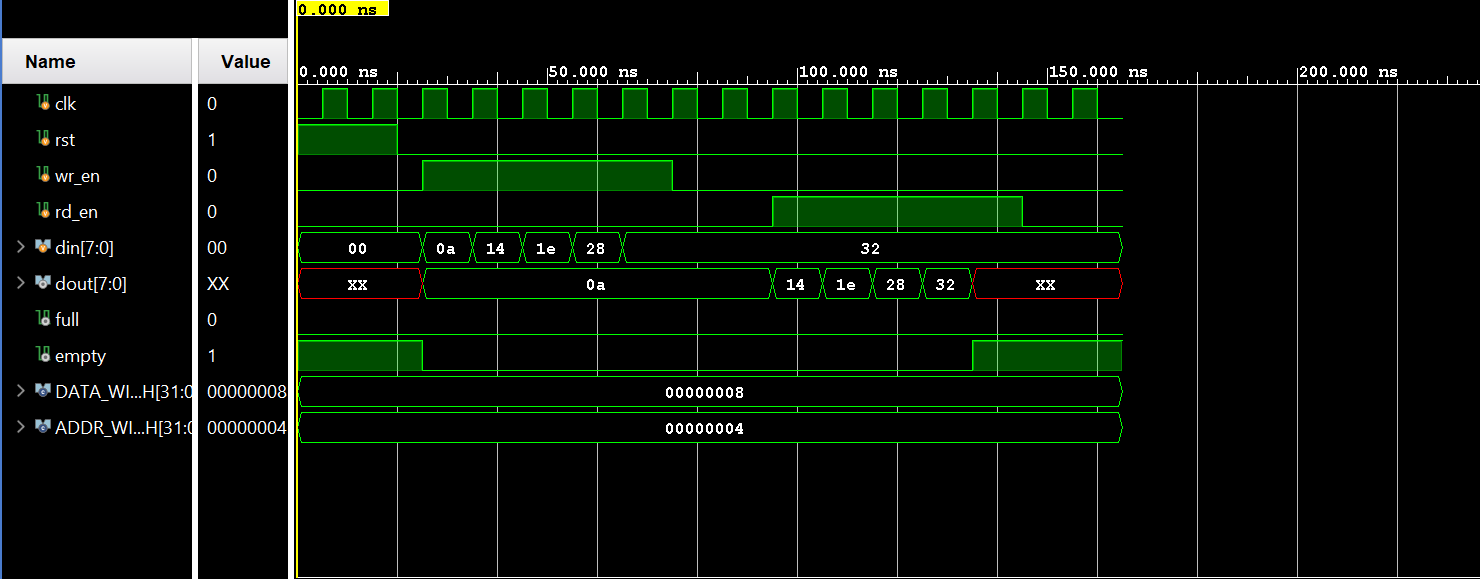 0.000 ns
Name Value
0.000 ns 50.000 ns 100.000 ns 150.000 ns 200.000 ns
clk 0
rst 1
wr_en 0
rd_en 0
din[7:0] 00 00 0a 14 1e 28 32
dout[7:0] XX XX 0a 14 1e 28 32 XX
full 0
empty 1
DATA_WI...H[31:0 00000008 00000008
ADDR_WI...H[31:0 00000004 00000004